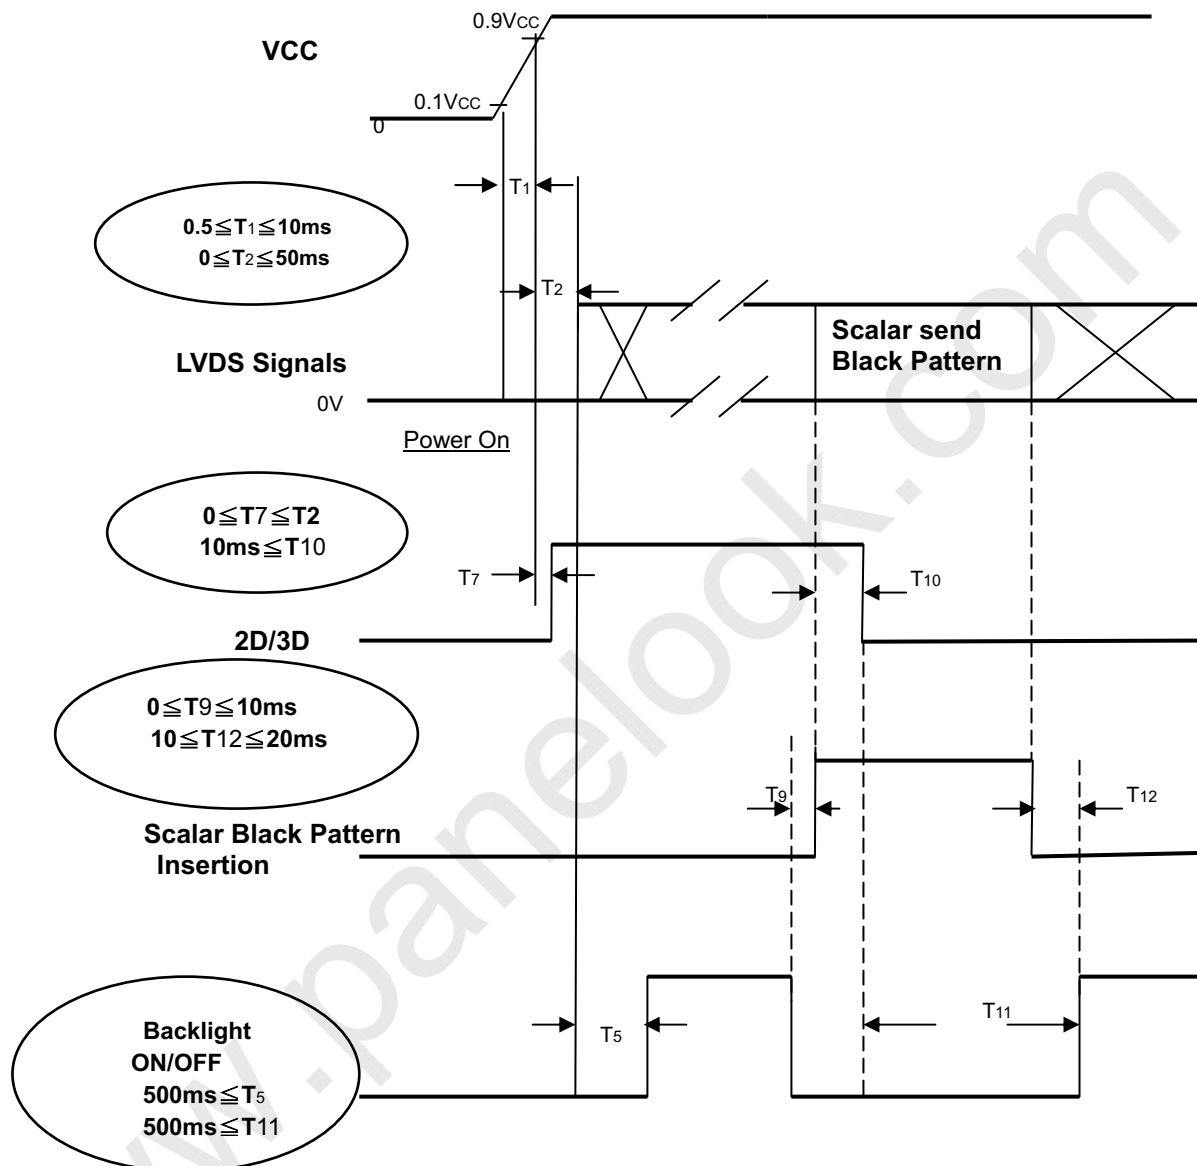 0.9VCC
VCC
0.1VCC
0
T1
0.5≦T1≦10ms
0≦T2≦50ms
T2
Scalar send
Black Pattern
LVDS Signals
0V
Power On
0≦T7≦T2
10ms≦T10
T7
T10
2D/3D
0≦T9≦10ms
10≦T12≦20ms
T9
T12
Scalar Black Pattern
Insertion
T11
Backlight
ON/OFF
T5
500ms≦T5
500ms≦T11
www.panelook.com